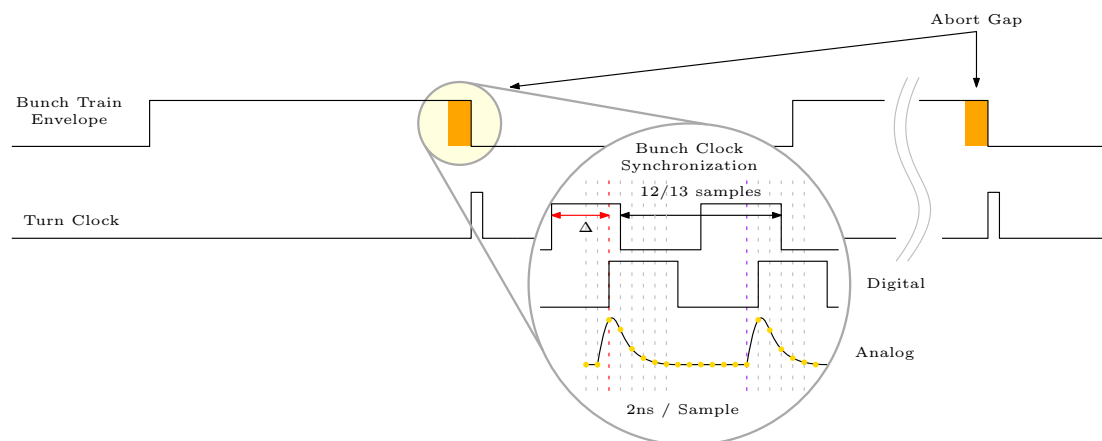 Abort Gap
Bunch Train
Envelope
Bunch Clock
Synchronization
12/13 samples
Turn Clock
Δ
Digital
Analog
2ns / Sample